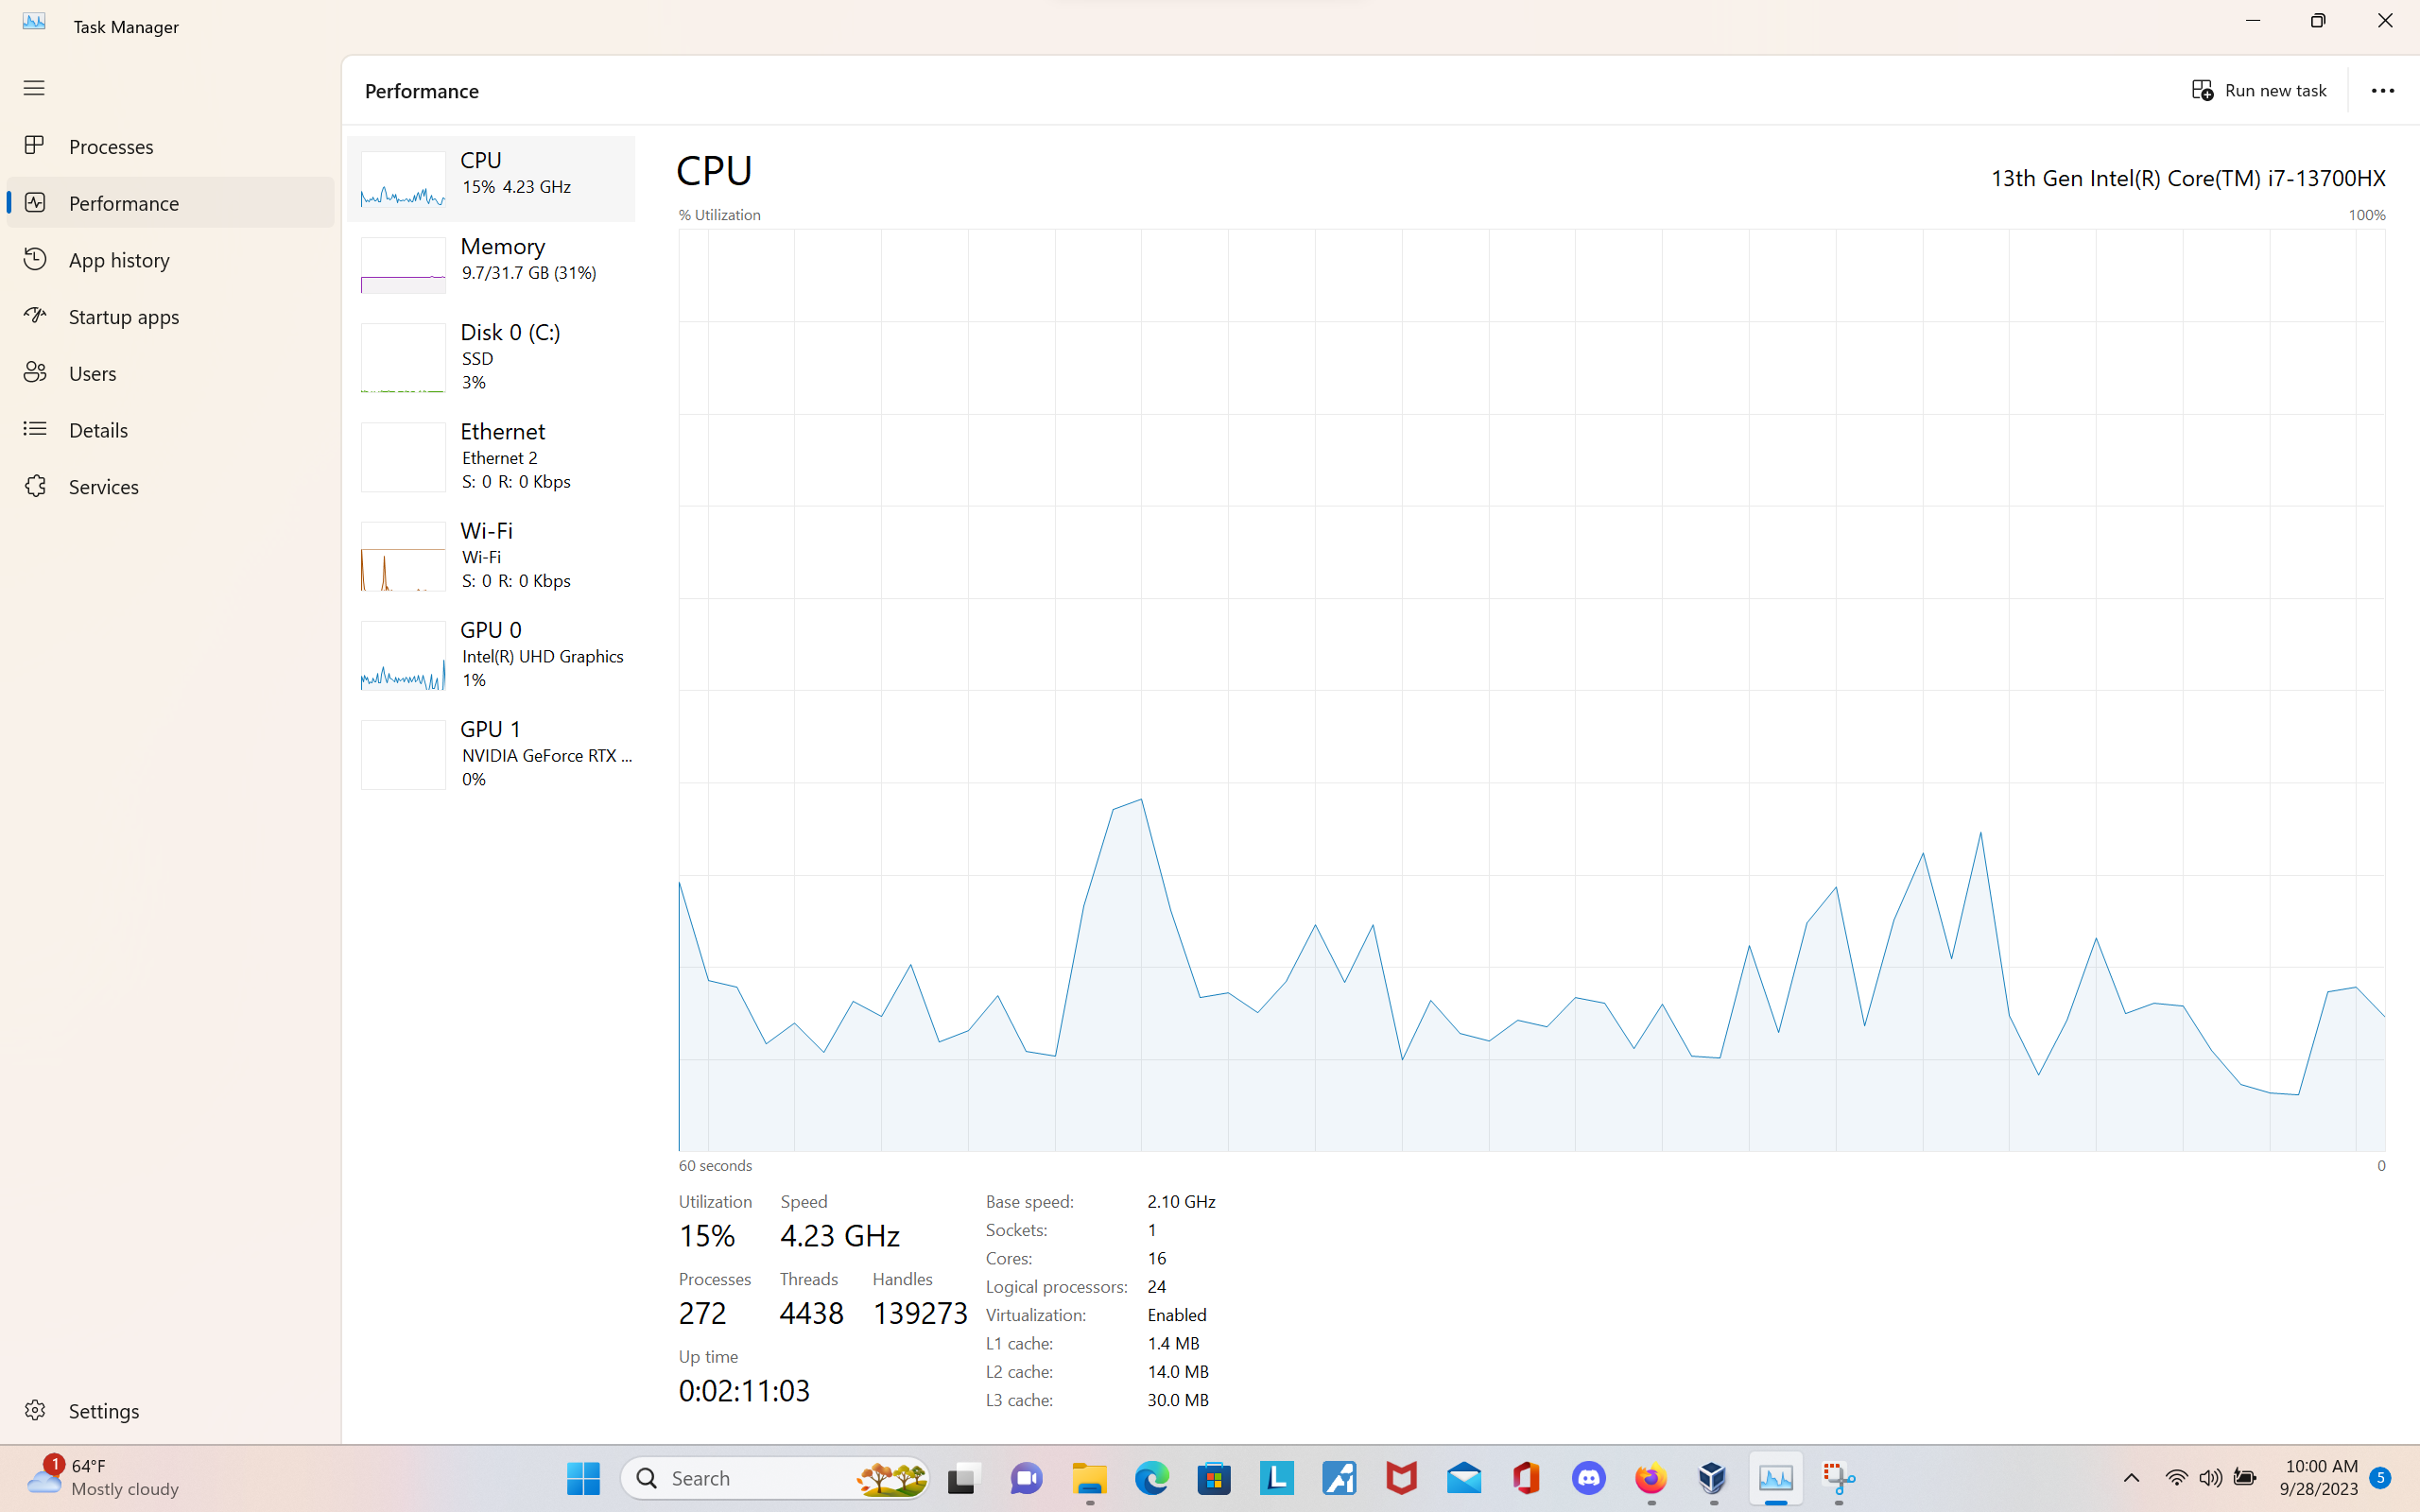 Task Manager
Performance
Run new task
Processes
Performance
App history
Startup apps
Users
Details
Services
Settings
CPU
15% 4.23 GHz
Memory
9.7/31.7 GB (31%)
Disk 0 (C:)
SSD
3%
Ethernet
Ethernet 2
S: 0 R: 0 Kbps
Wi-Fi
Wi-Fi
S: 0 R: 0 Kbps
GPU 0
Intel(R) UHD Graphics
1%
GPU 1
NVIDIA GeForce RTX ...
0%
CPU
13th Gen Intel(R) Core(TM) i7-13700HX
% Utilization
100%
60 seconds
0
Utilization Speed
15% 4.23 GHz
Processes Threads Handles
272 4438 139273
Up time
0:02:11:03
Base speed: 2.10 GHz
Sockets: 1
Cores: 16
Logical processors: 24
Virtualization: Enabled
L1 cache: 1.4 MB
L2 cache: 14.0 MB
L3 cache: 30.0 MB
1
64°F
Mostly cloudy
Search
L
10:00 AM
9/28/2023
5